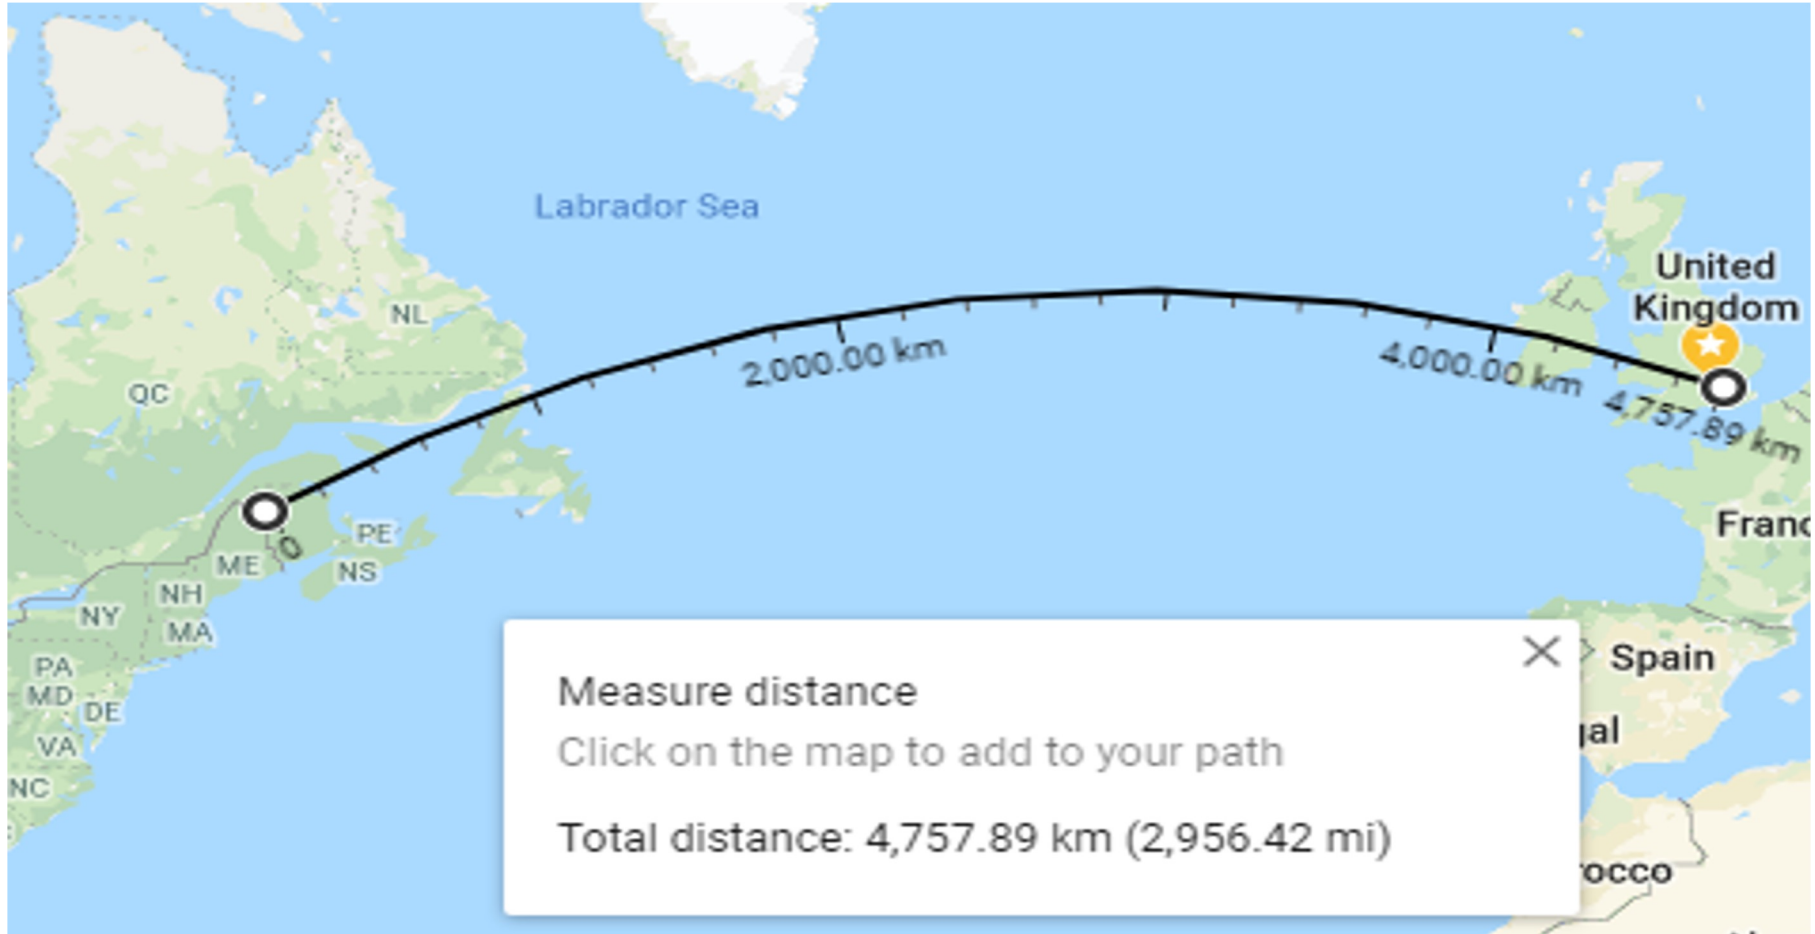 Labrador Sea
United
Kingdom
NL
2,000.00 km
4,000.00 km
QC
4,757.89 km
0
PE
ME
NS
NH
NY
MA
Franc
PA
MD
DE
VA
NC
Spain
gal
rocco
Measure distance
Click on the map to add to your path
Total distance: 4,757.89 km (2,956.42 mi)